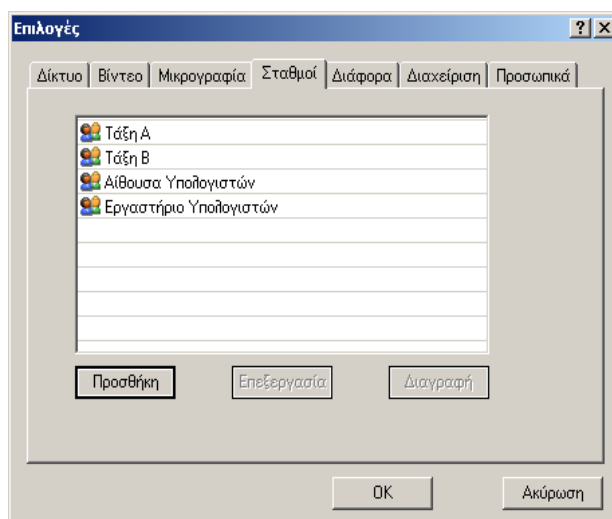 Επιλογές
Δίκτυο Βίντεο Μικρογραφία Σταθμοί Διάφορα Διαχείριση Προσωπικά
Τάξη Α
Τάξη Β
Αίθουσα Υπολογιστών
Εργαστήριο Υπολογιστών
Προσθήκη Επεξεργασία Διαγραφή
OK Ακύρωση